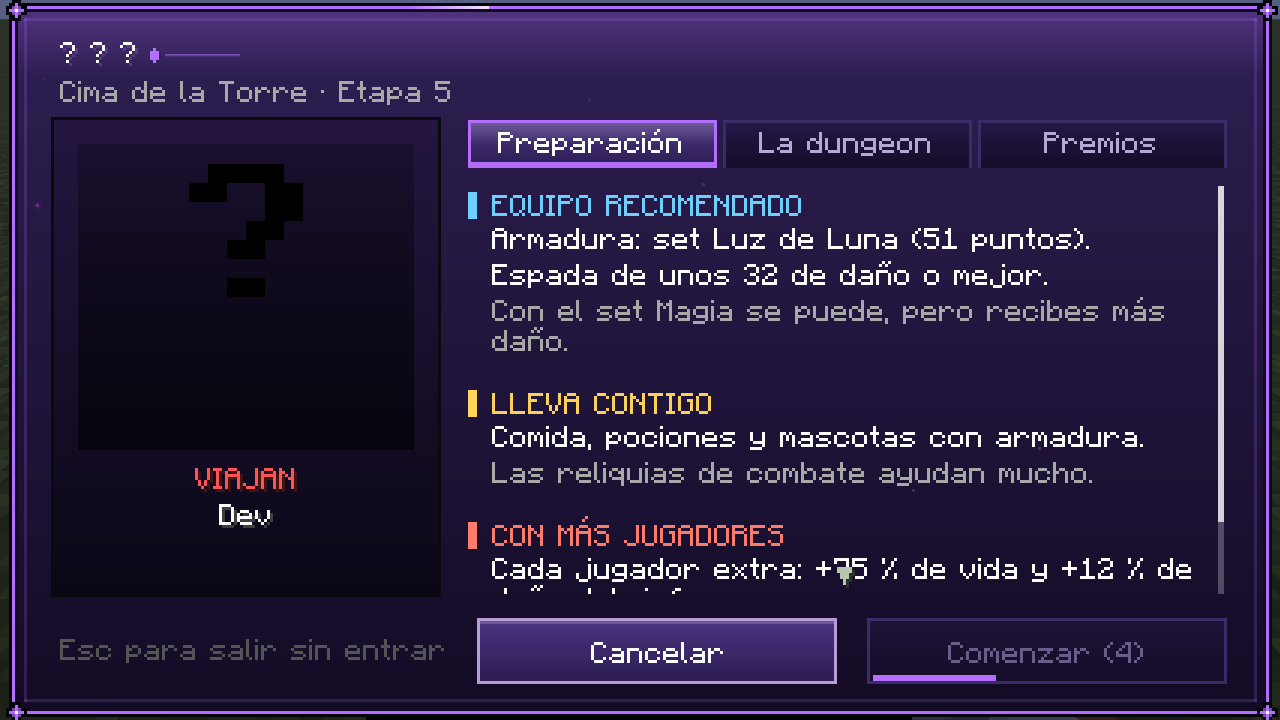 ? ? ?
Cima de la Torre · Etapa 5
?
VIAJAN
Dev
Preparación
La dungeon
Premios
EQUIPO RECOMENDADO
Armadura: set Luz de Luna (51 puntos).
Espada de unos 32 de daño o mejor.
Con el set Magia se puede, pero recibes más
daño.
LLEVA CONTIGO
Comida, pociones y mascotas con armadura.
Las reliquias de combate ayudan mucho.
CON MÁS JUGADORES
Cada jugador extra: +75 % de vida y +12 % de
Esc para salir sin entrar
Cancelar
Comenzar (4)